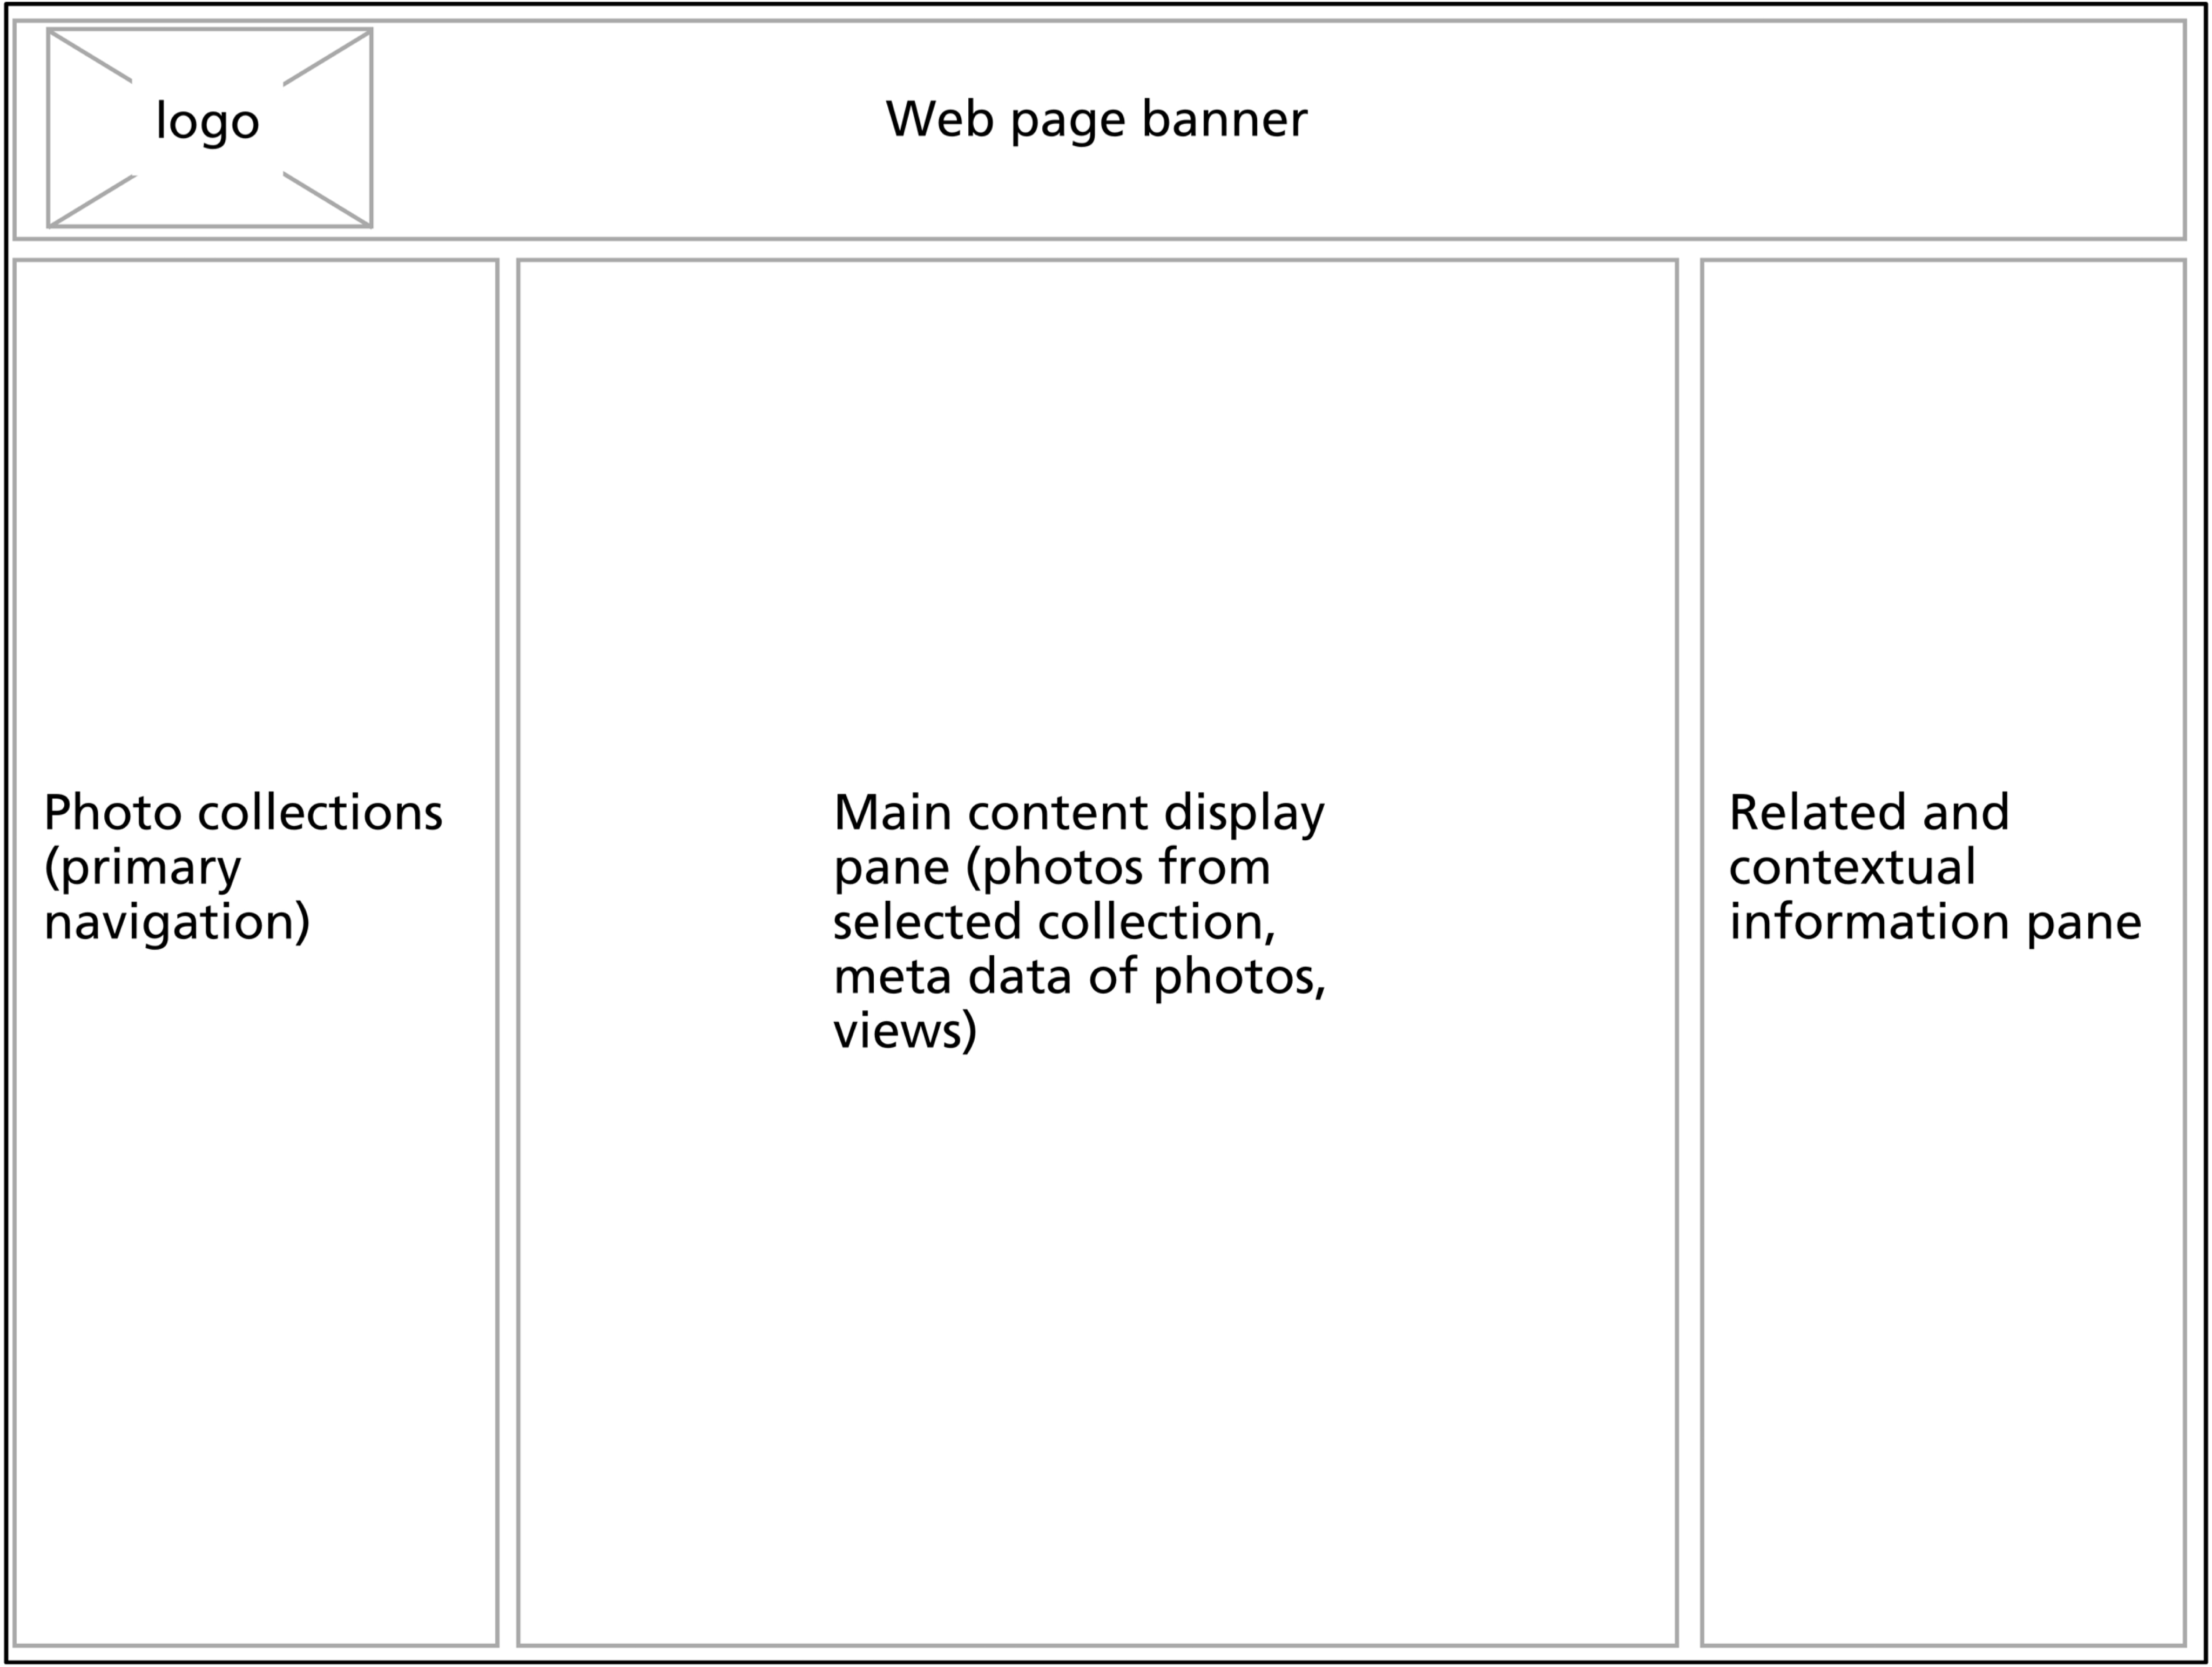 logo
Web page banner
Photo collections
(primary
navigation)
Main content display
pane (photos from
selected collection,
meta data of photos,
views)
Related and
contextual
information pane